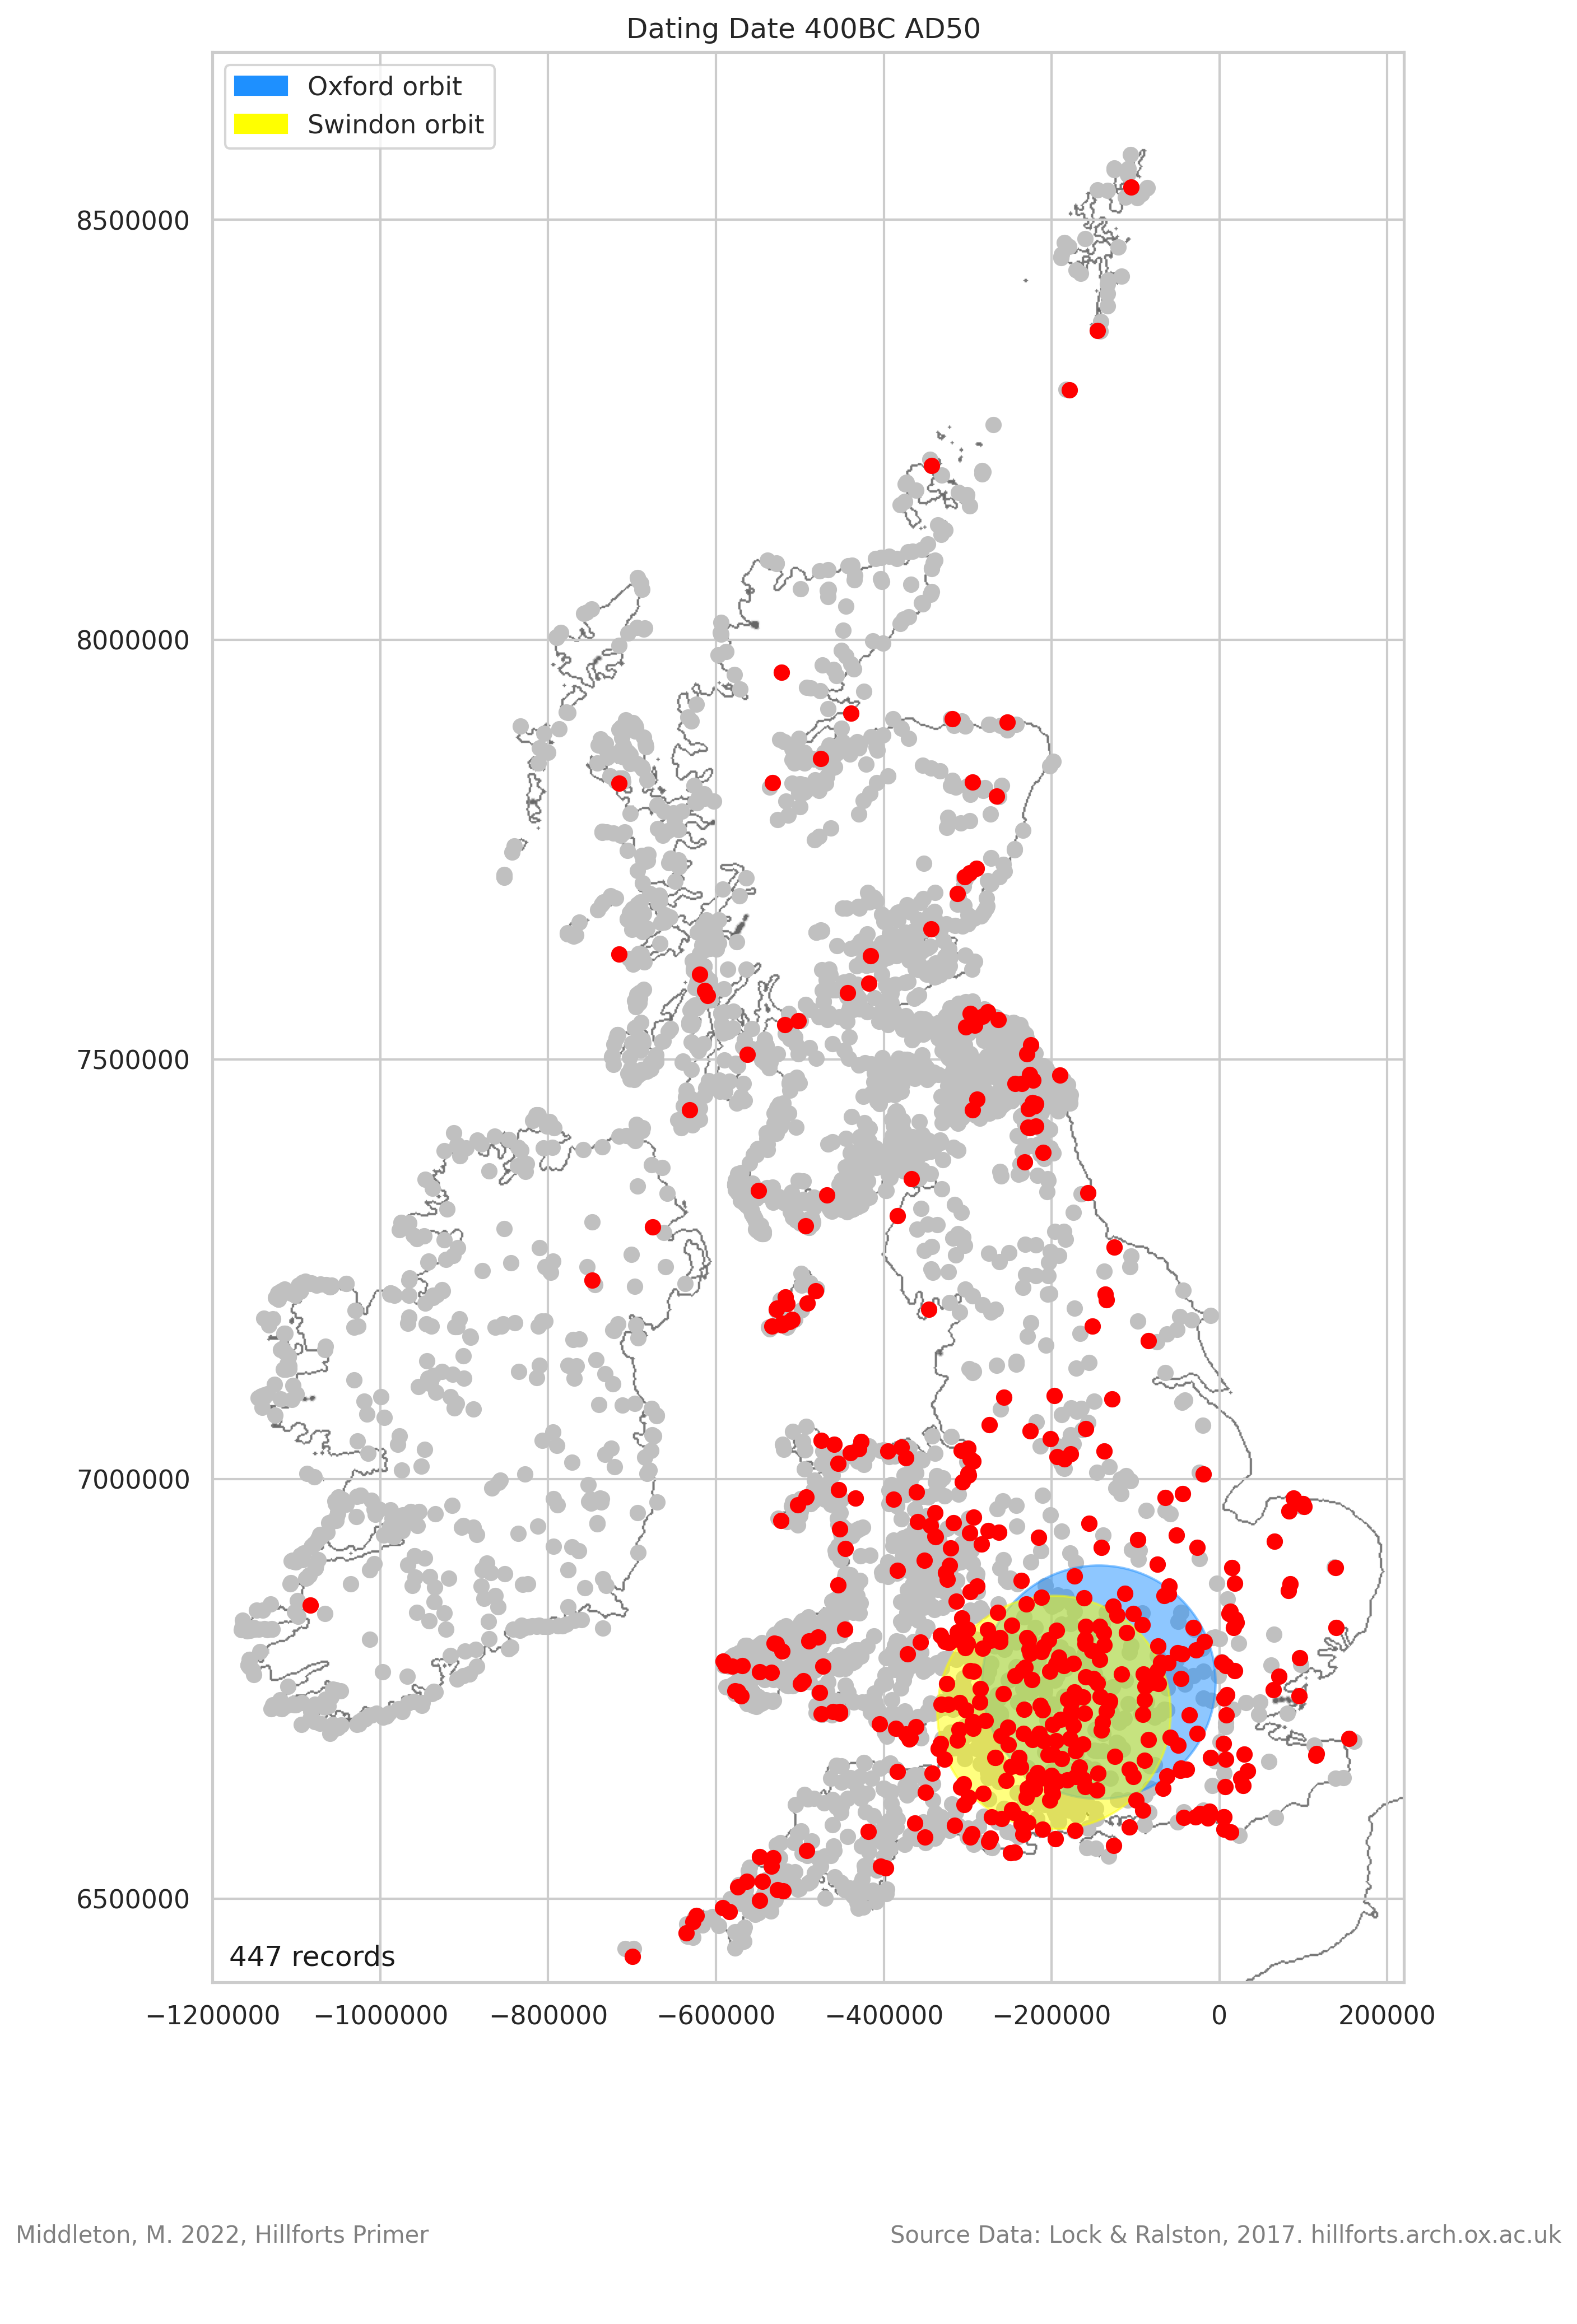 Dating Date 400BC AD50
Oxford orbit
Swindon orbit
8500000
8000000
7500000
7000000
6500000
447 records
−1200000 −1000000 −800000 −600000 −400000 −200000 0 200000
Middleton, M. 2022, Hillforts Primer
Source Data: Lock & Ralston, 2017. hillforts.arch.ox.ac.uk